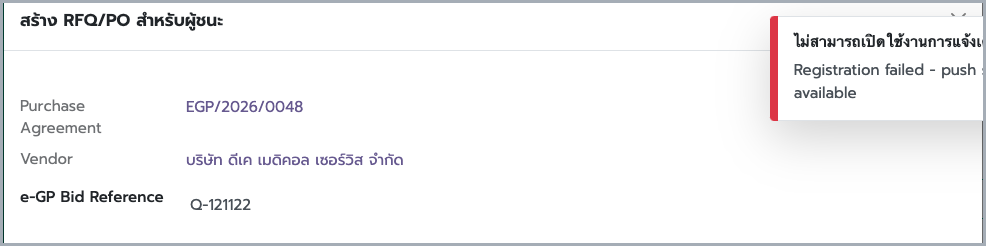 สร้าง RFQ/PO สำหรับผู้ชนะ
ไม่สามารถเปิดใช้งานการแจ้งเ
Registration failed - push
available
Purchase
Agreement
EGP/2026/0048
Vendor
บริษัท ดีเค เมดิคอล เซอร์วิส จำกัด
e-GP Bid Reference
Q-121122